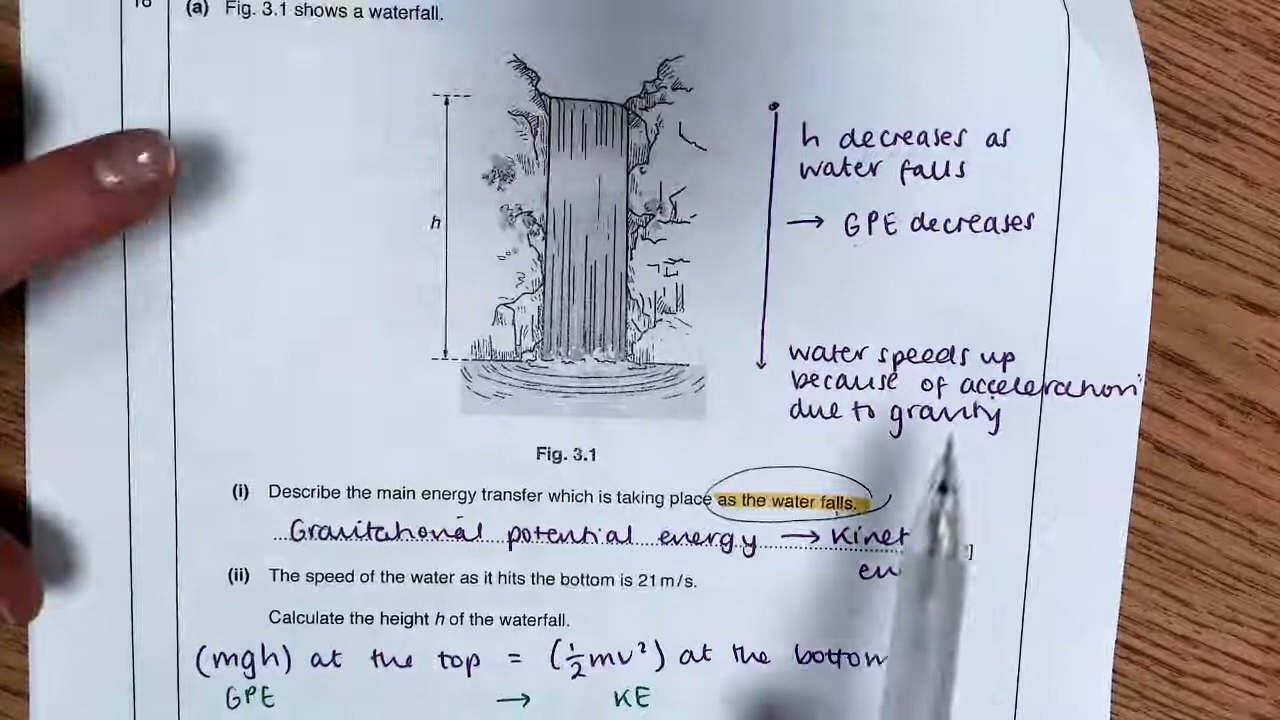 (a) Fig. 3.1 shows a waterfall.
h
h decreases as
water falls
→ GPE decreases
water speeds up
because of acceleration
due to gravity
Fig. 3.1
(i) Describe the main energy transfer which is taking place as the water falls.
Gravitational potential energy → Kinet
en
]
(ii) The speed of the water as it hits the bottom is 21 m/s.
Calculate the height h of the waterfall.
(mgh) at the top = (½mv²) at the bottom
GPE → KE